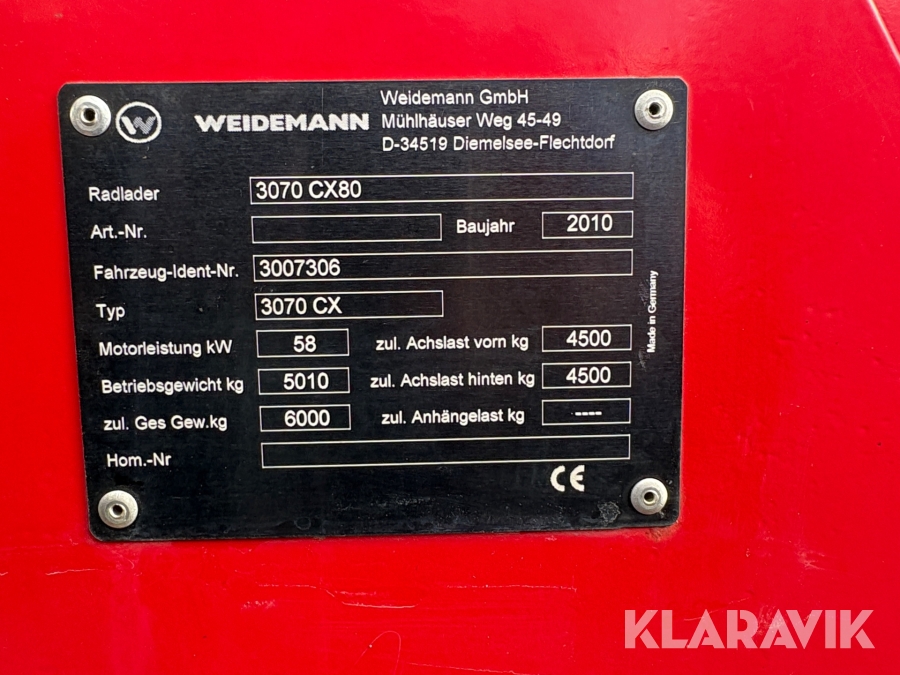 W WEIDEMANN
Weidemann GmbH
Mühlhäuser Weg 45-49
D-34519 Diemelsee-Flechtdorf
Radlader 3070 CX80
Art.-Nr. Baujahr 2010
Fahrzeug-Ident-Nr. 3007306
Typ 3070 CX
Motorleistung kW 58 zul. Achslast vorn kg 4500
Betriebsgewicht kg 5010 zul. Achslast hinten kg 4500
zul. Ges Gew.kg 6000 zul. Anhängelast kg ----
Hom.-Nr
CE
Made in Germany
KLARAVIK